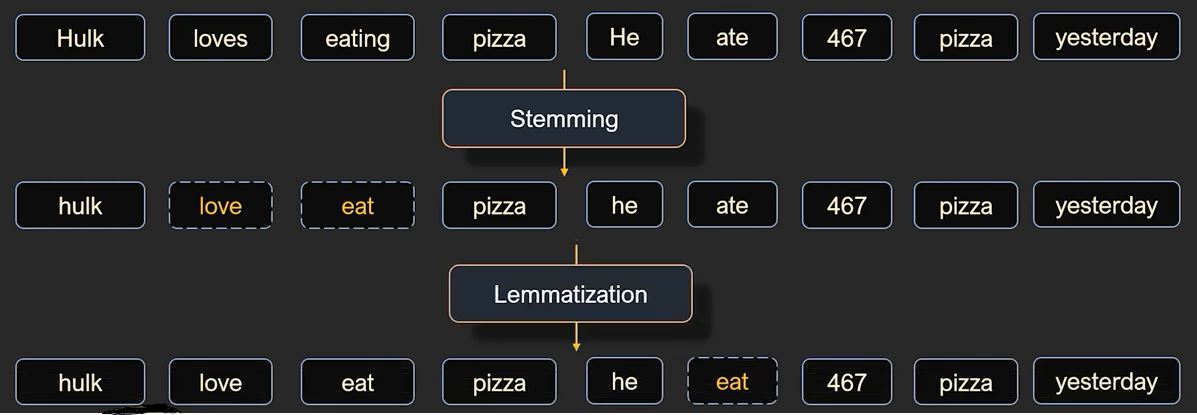 Hulk loves eating pizza He ate 467 pizza yesterday
Stemming
hulk love eat pizza he ate 467 pizza yesterday
Lemmatization
hulk love eat pizza he eat 467 pizza yesterday